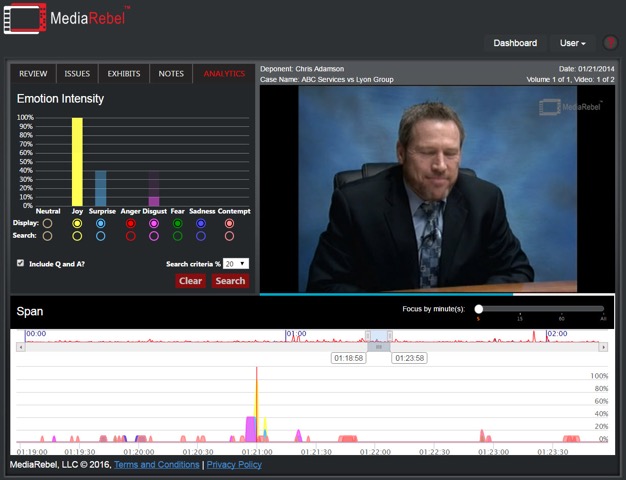 MediaRebel™
Dashboard
User
REVIEW
ISSUES
EXHIBITS
NOTES
ANALYTICS
Deponent: Chris Adamson
Date: 01/21/2014
Case Name: ABC Services vs Lyon Group
Volume 1 of 1, Video: 1 of 2
Emotion Intensity
MediaRebel™
100%
90%
80%
70%
60%
50%
40%
30%
20%
10%
0%
Neutral Joy Surprise Anger Disgust Fear Sadness Contempt
Display:
Search:
Include Q and A?
Search criteria %
20
Clear
Search
Span
Focus by minute(s):
5 15 60 All
00:00
01:00
02:00
01:18:58
01:23:58
100%
80%
60%
40%
20%
0%
01:19:00 01:19:30 01:20:00 01:20:30 01:21:00 01:21:30 01:22:00 01:22:30 01:23:00 01:23:30
MediaRebel, LLC © 2016, Terms and Conditions | Privacy Policy